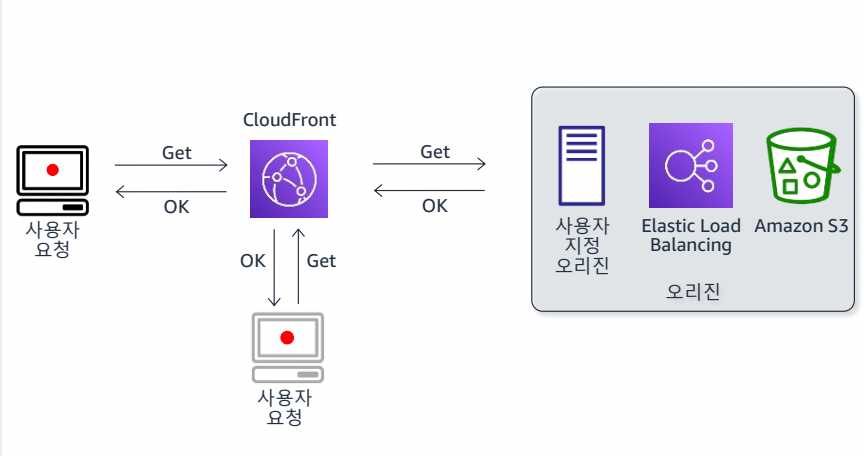 CloudFront
Get
OK
사용자
요청
Get
OK
OK
Get
사용자
요청
사용자
지정
오리진
Elastic Load
Balancing
Amazon S3
오리진